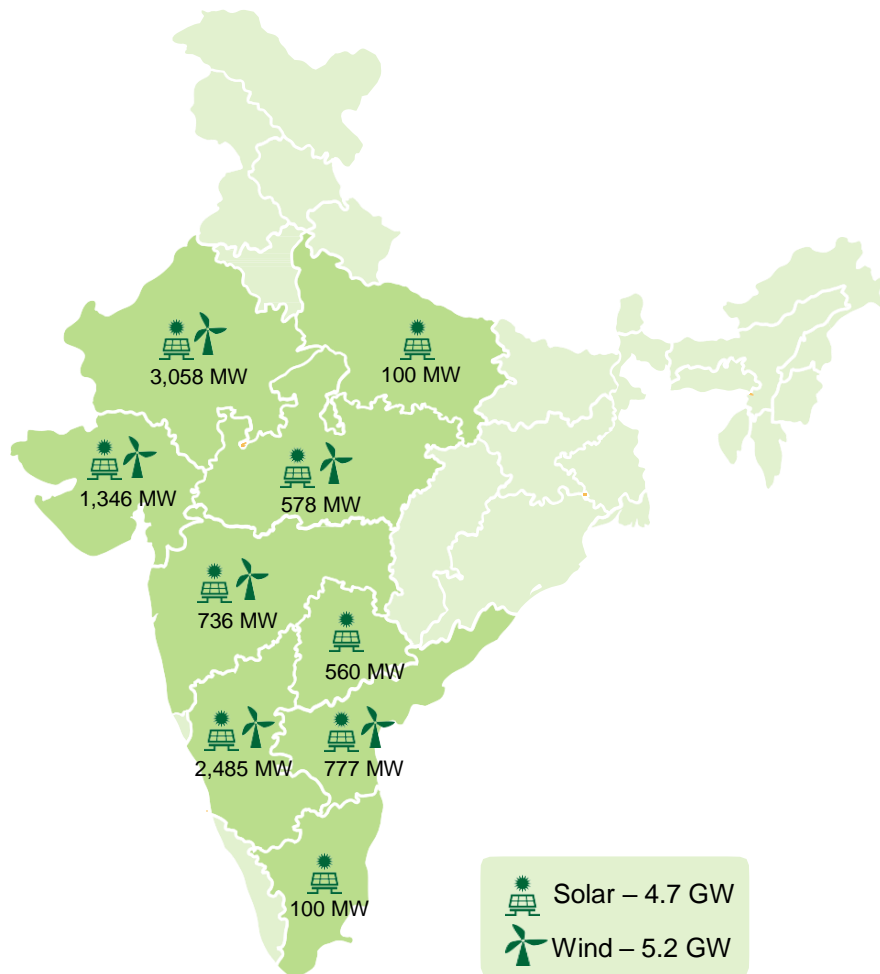 3,058 MW
100 MW
1,346 MW
578 MW
736 MW
560 MW
2,485 MW
777 MW
100 MW
Solar – 4.7 GW
Wind – 5.2 GW